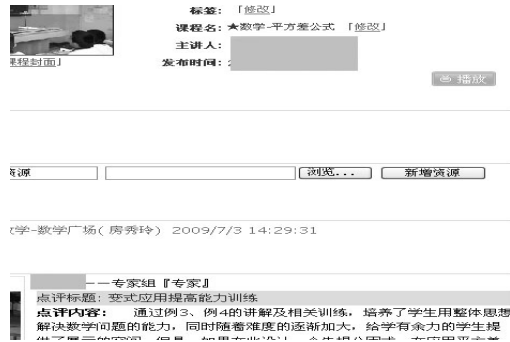 标签: 「修改」
课程名: ★数学-平方差公式 「修改」
主讲人:
课程封面」
发布时间:
播放
资源 浏览... 新增资源
数学-数学广场( 房秀玲) 2009/7/3 14:29:31
——专家组『专家』
点评标题: 变式应用提高能力训练
点评内容: 通过例3、例4的讲解及相关训练, 培养了学生用整体思想
解决数学问题的能力, 同时随着难度的逐渐加大, 给学有余力的学生提